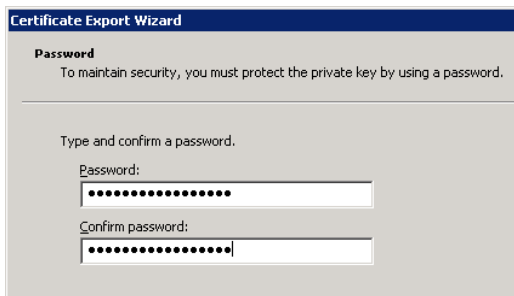 Certificate Export Wizard
Password
To maintain security, you must protect the private key by using a password.
Type and confirm a password.
Password:
•••••••••••••••••
Confirm password:
•••••••••••••••••